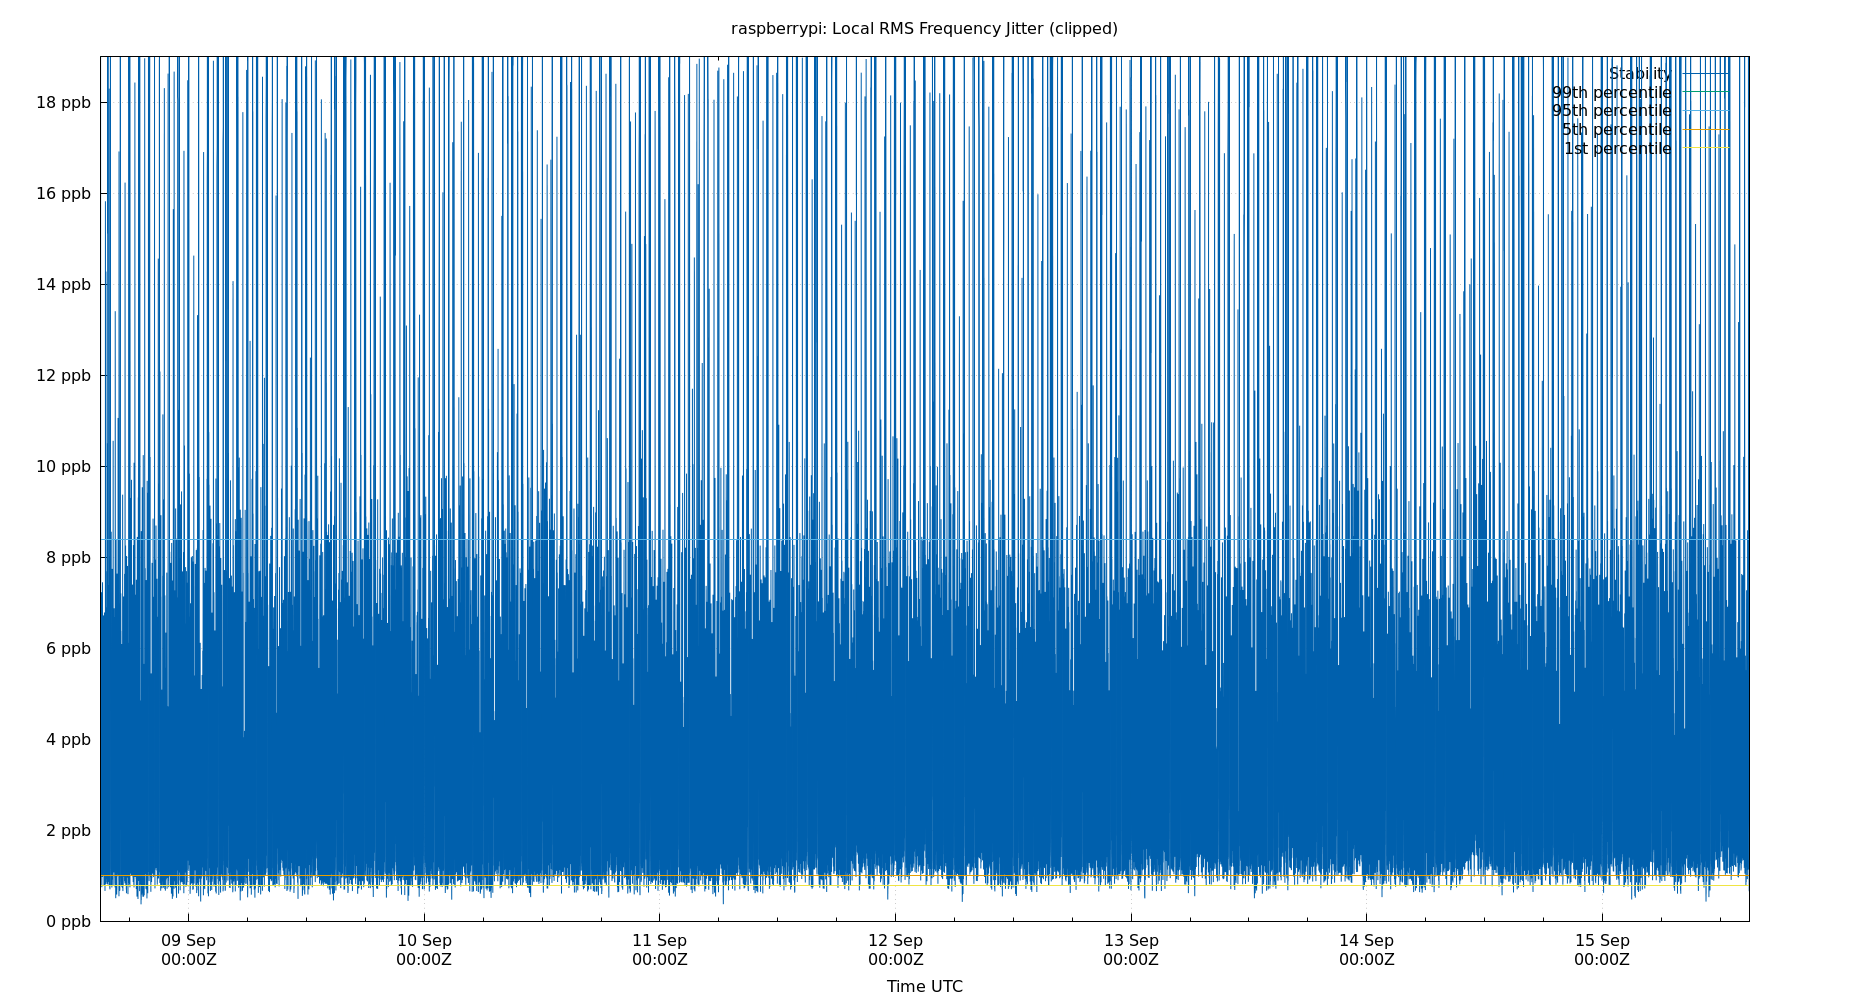 raspberrypi: Local RMS Frequency Jitter (clipped)
Stability
99th percentile
95th percentile
5th percentile
1st percentile
18 ppb
16 ppb
14 ppb
12 ppb
10 ppb
8 ppb
6 ppb
4 ppb
2 ppb
0 ppb
09 Sep 10 Sep 11 Sep 12 Sep 13 Sep 14 Sep 15 Sep
00:00Z 00:00Z 00:00Z 00:00Z 00:00Z 00:00Z 00:00Z
Time UTC